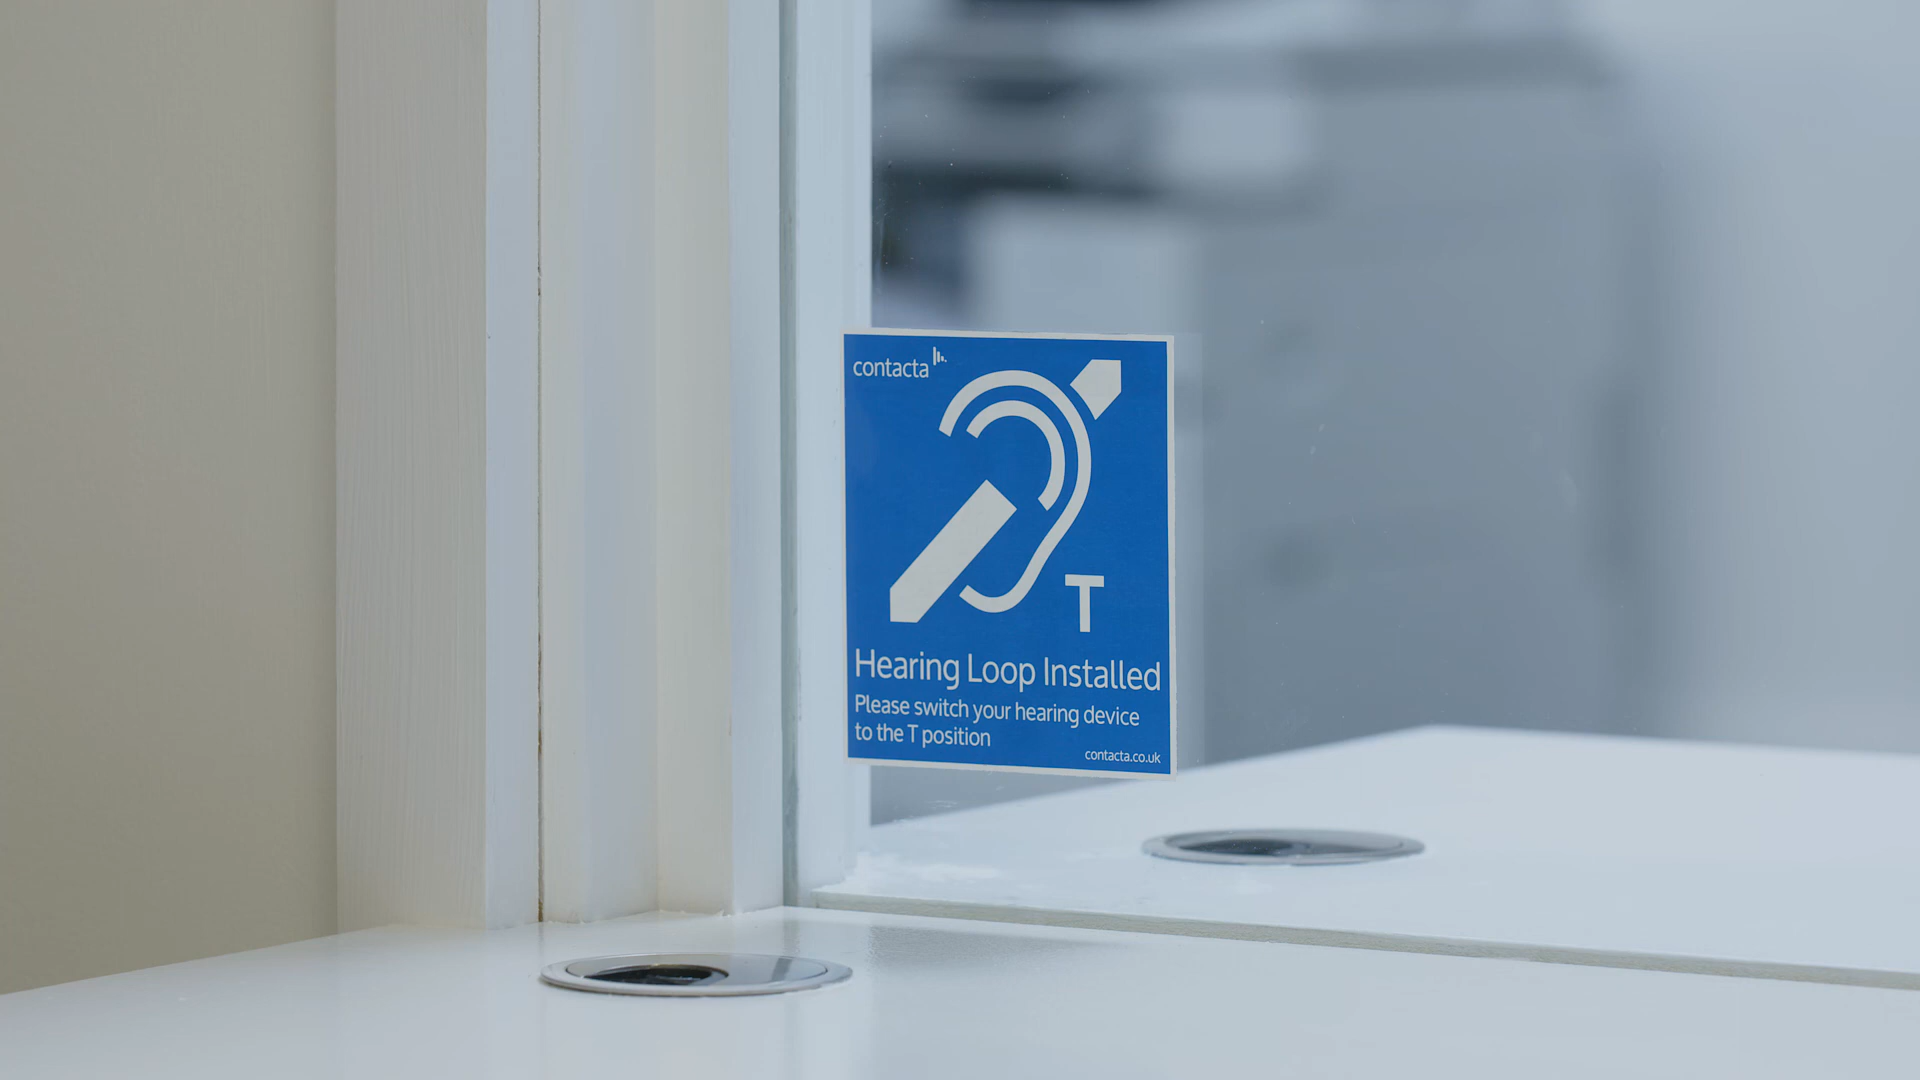 contacta
T
Hearing Loop Installed
Please switch your hearing device
to the T position
contacta.co.uk